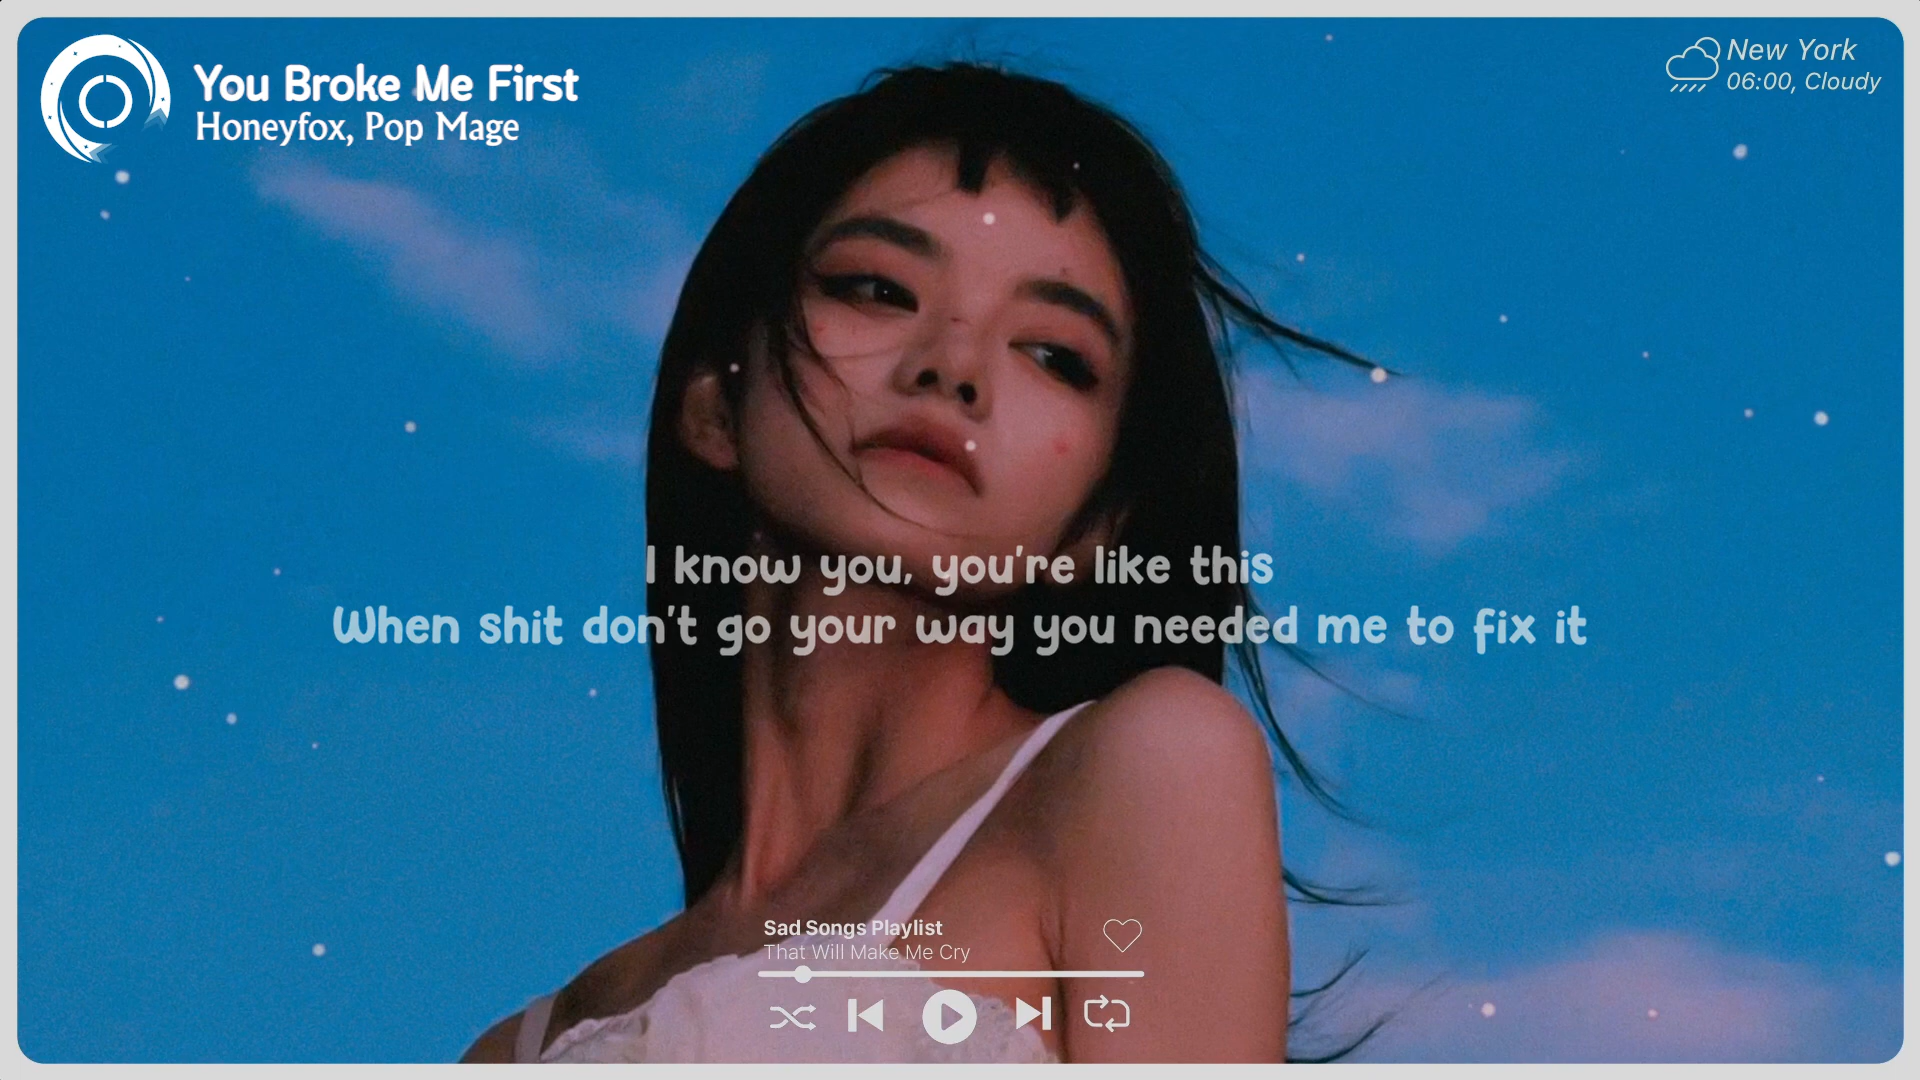 You Broke Me First
Honeyfox, Pop Mage
New York
06:00, Cloudy
I know you, you're like this
When shit don't go your way you needed me to fix it
Sad Songs Playlist
That Will Make Me Cry